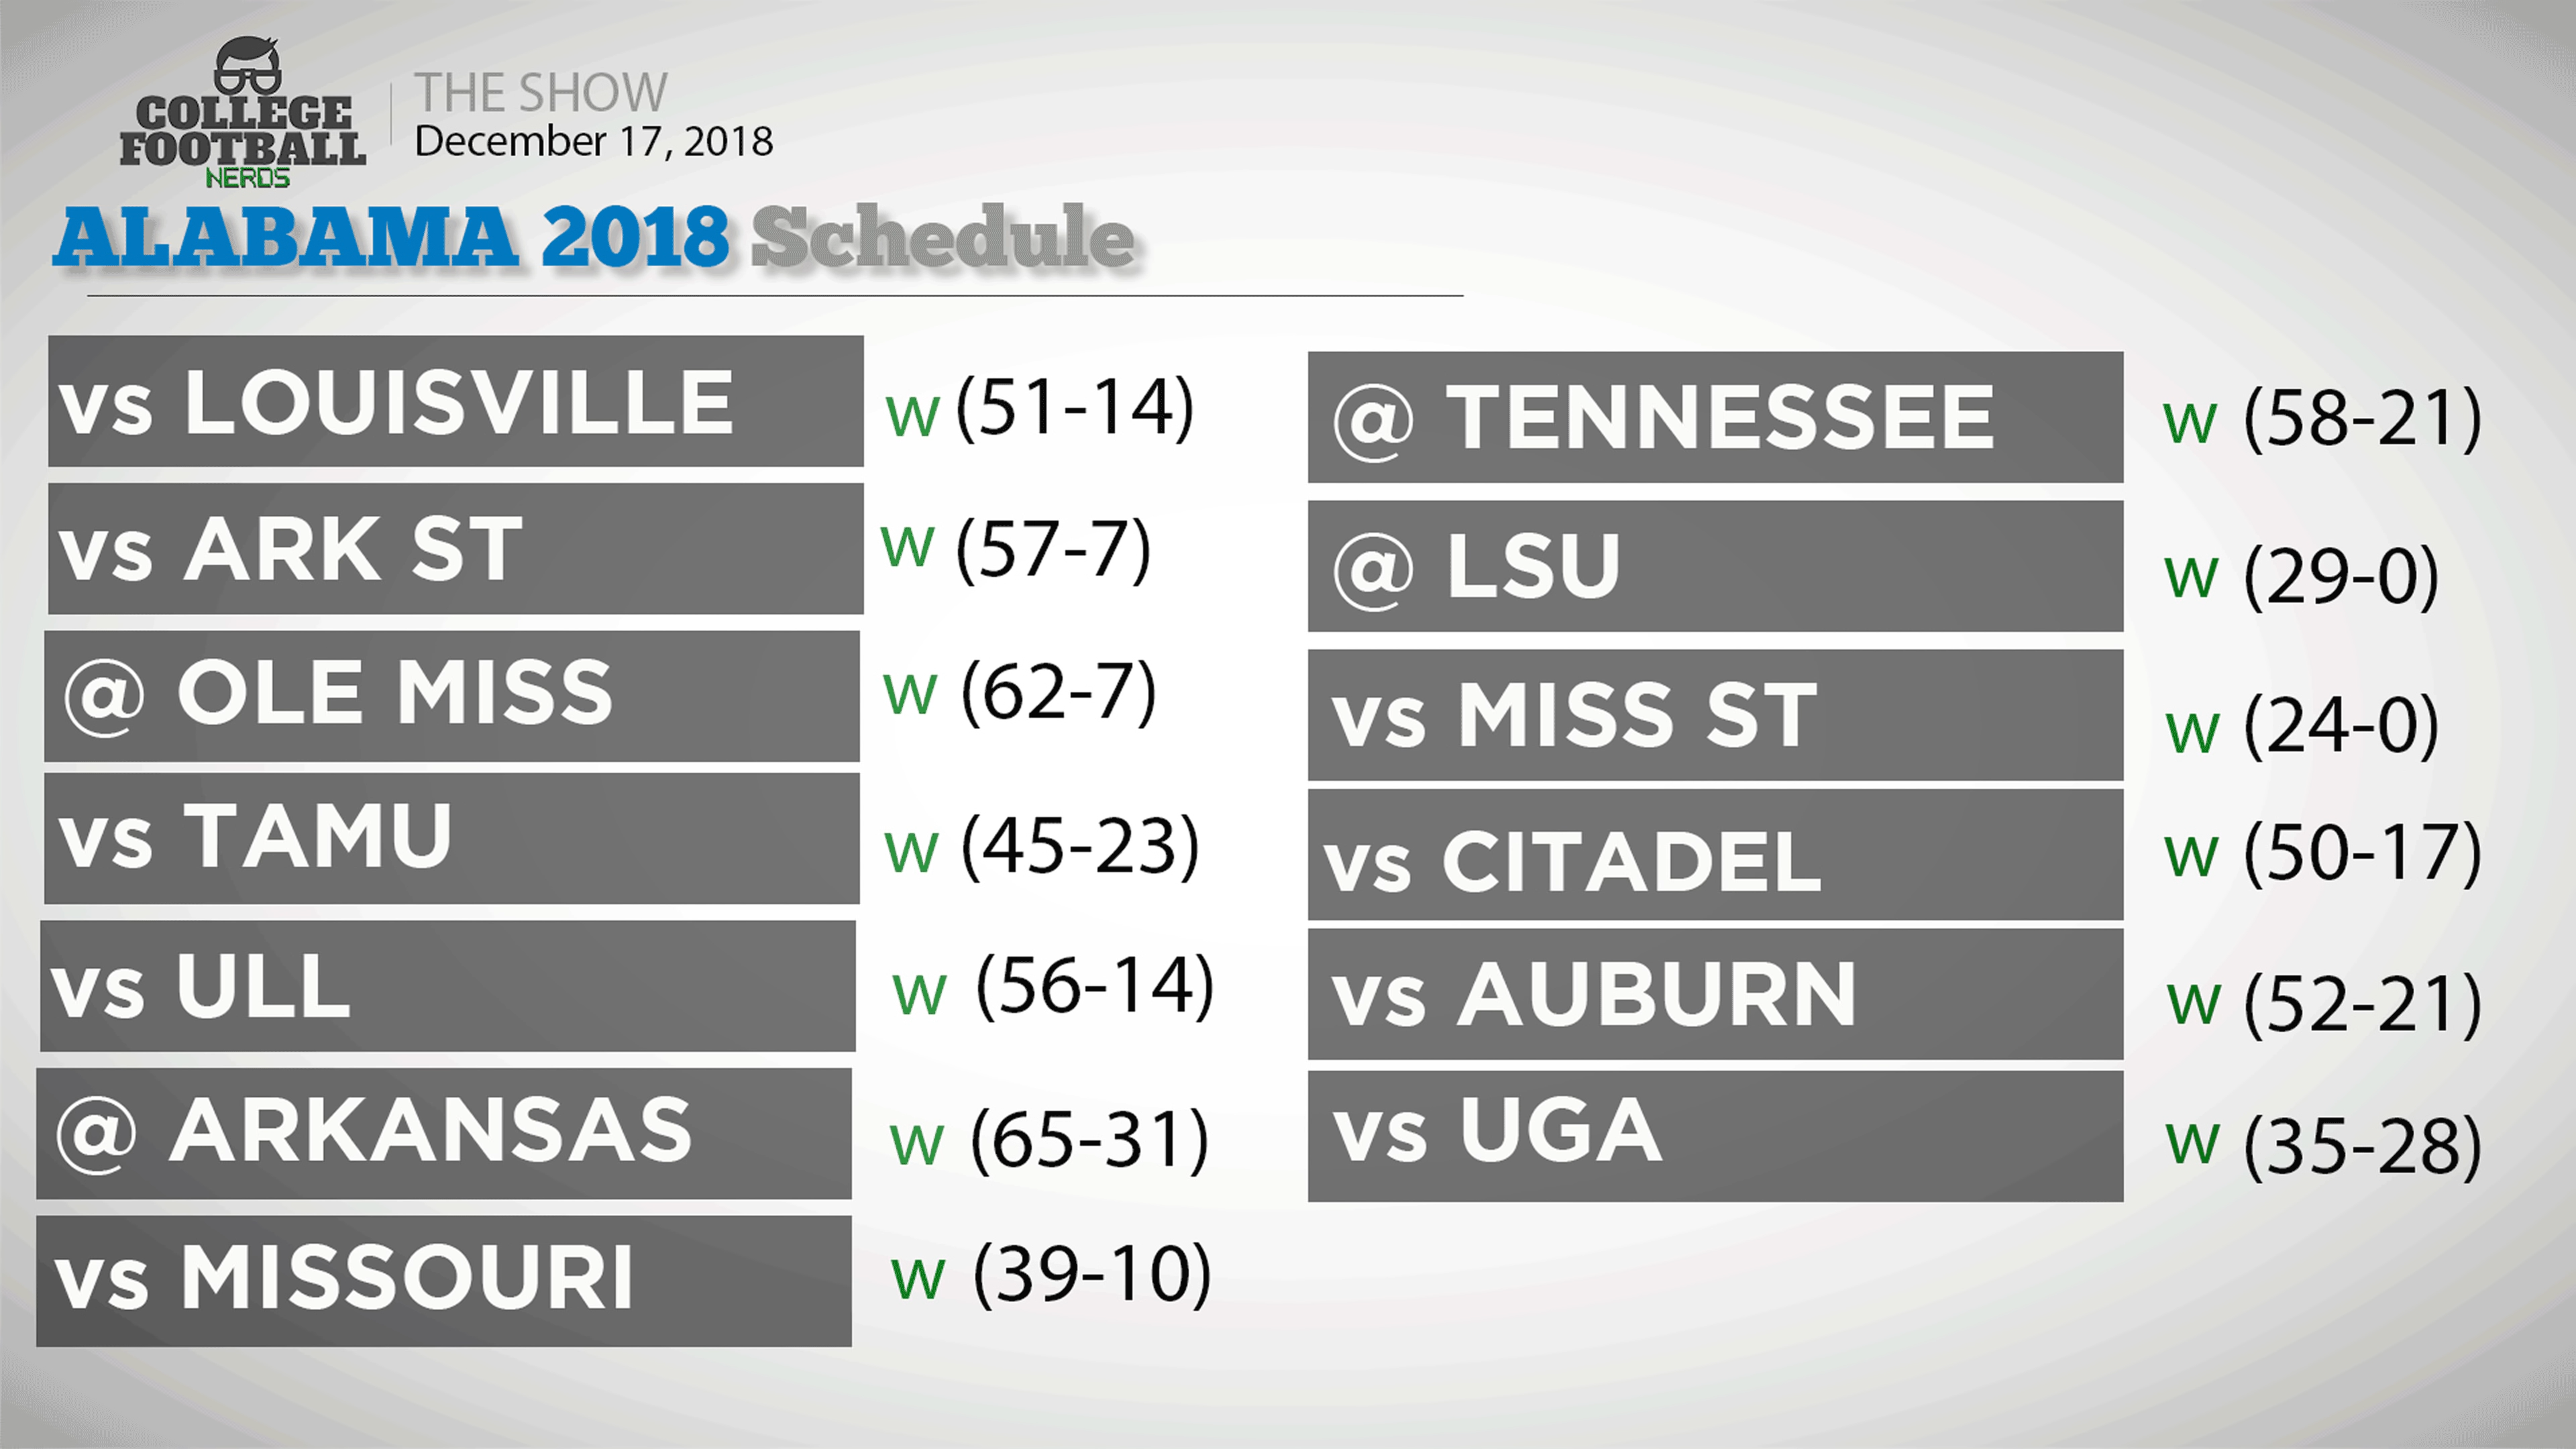 COLLEGE
FOOTBALL
NERDS
THE SHOW
December 17, 2018
ALABAMA 2018 Schedule
vs LOUISVILLE w (51-14)
vs ARK ST w (57-7)
@ OLE MISS w (62-7)
vs TAMU w (45-23)
vs ULL w (56-14)
@ ARKANSAS w (65-31)
vs MISSOURI w (39-10)
@ TENNESSEE w (58-21)
@ LSU w (29-0)
vs MISS ST w (24-0)
vs CITADEL w (50-17)
vs AUBURN w (52-21)
vs UGA w (35-28)